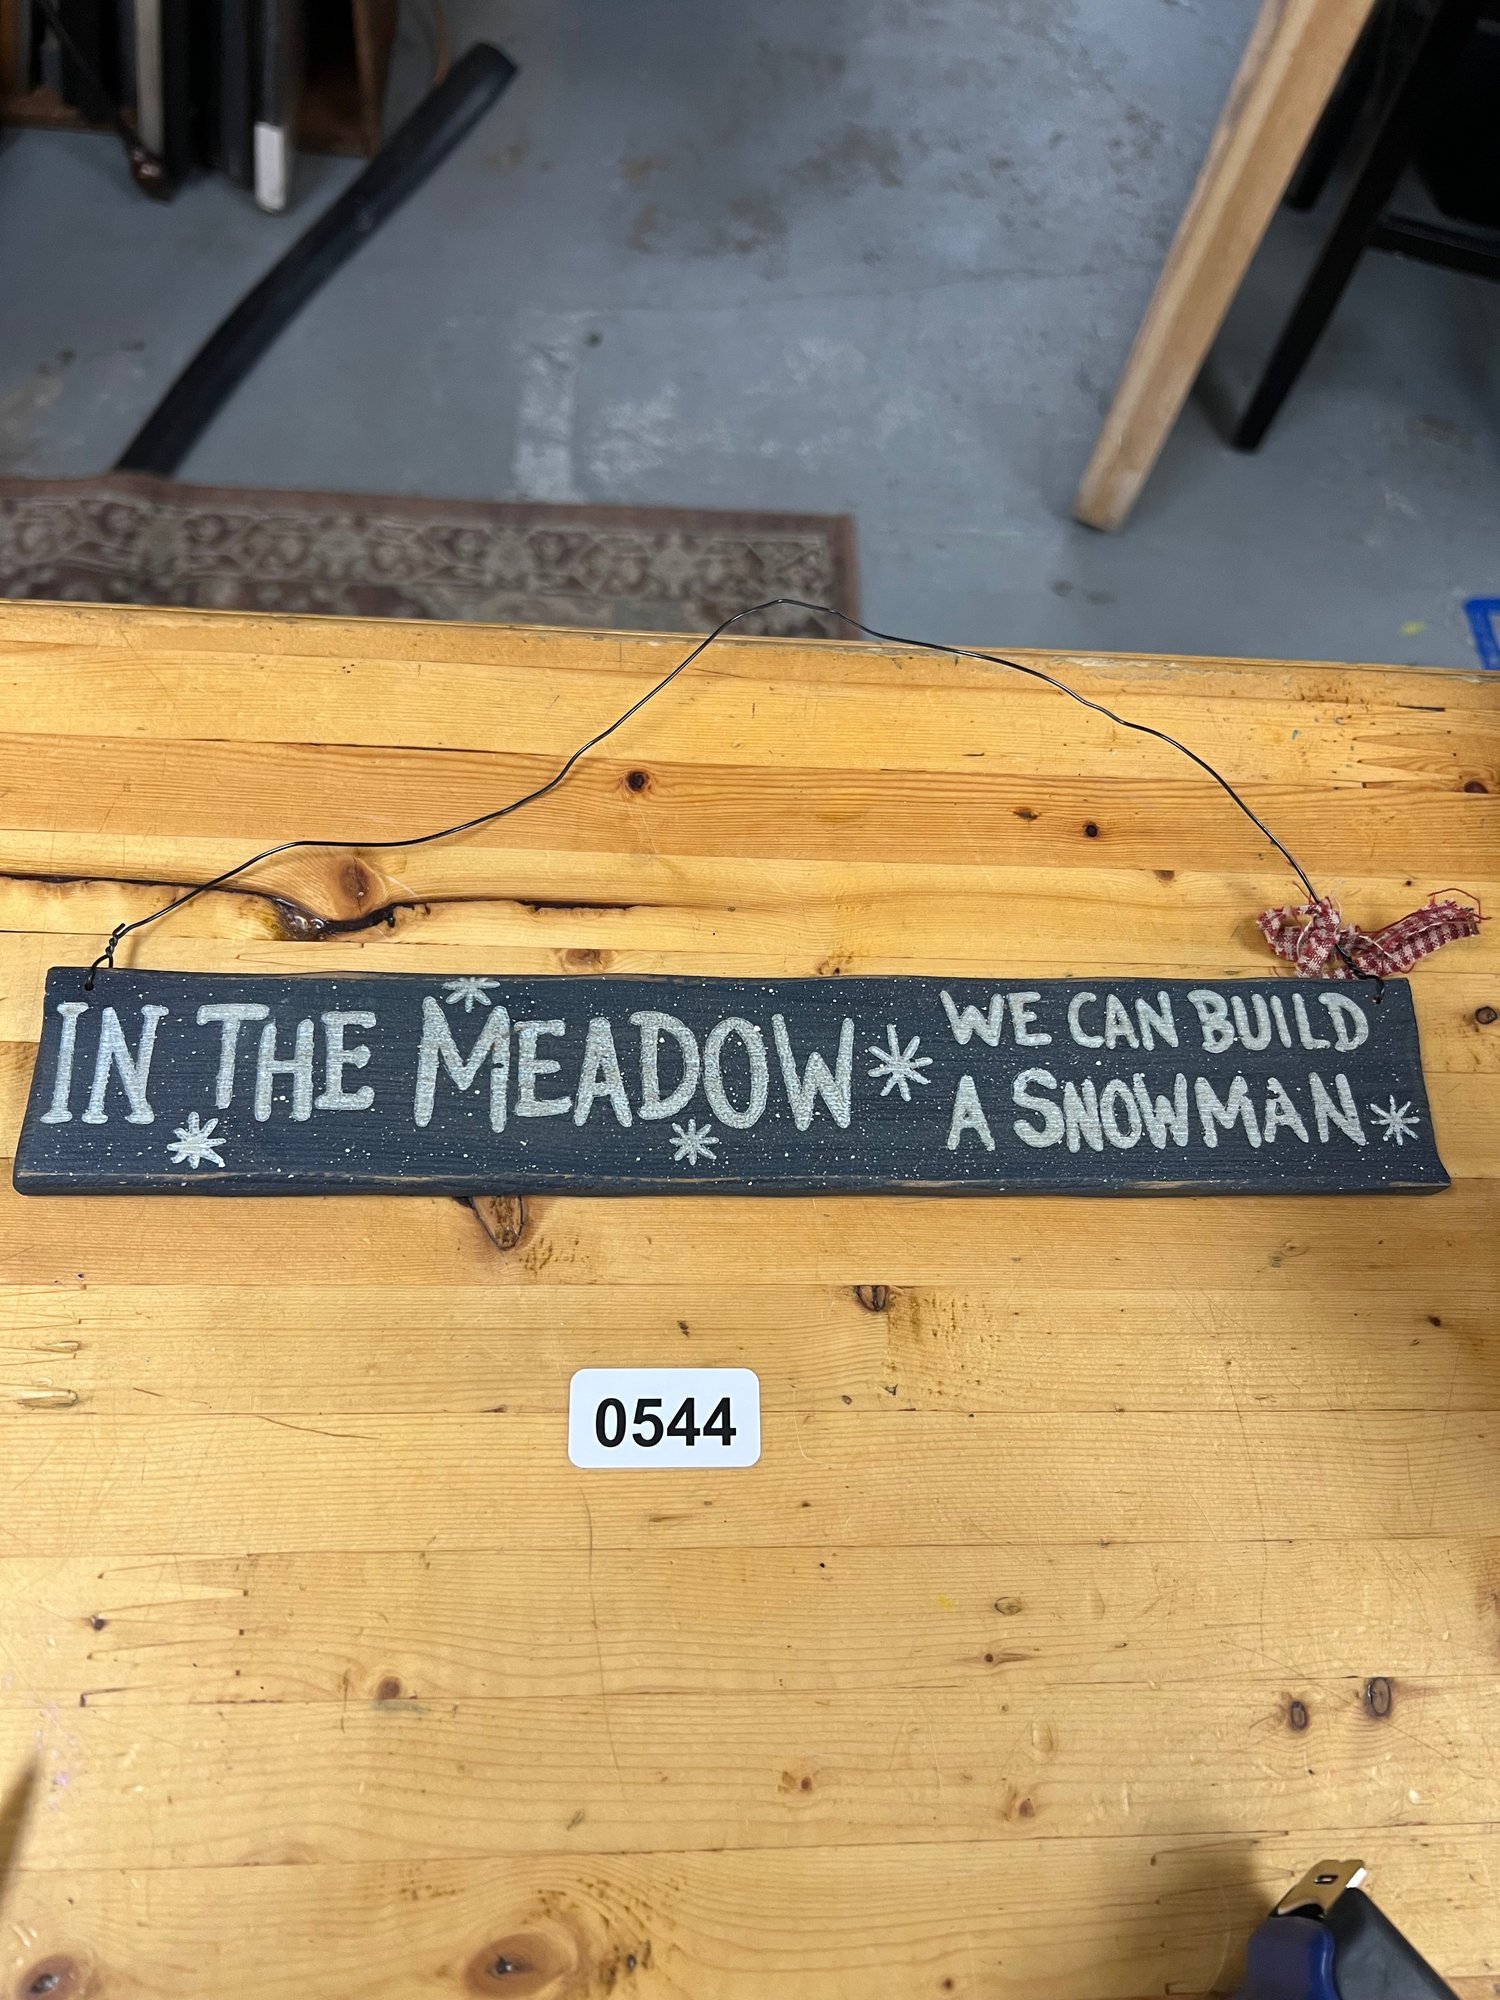 IN THE MEADOW
WE CAN BUILD
A SNOWMAN
0544